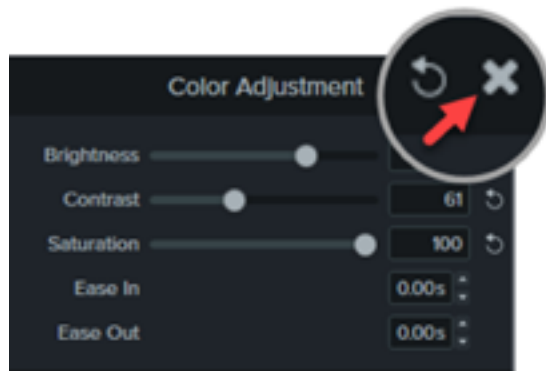 Color Adjustment
Brightness
Contrast 61
Saturation 100
Ease In 0.00s
Ease Out 0.00s